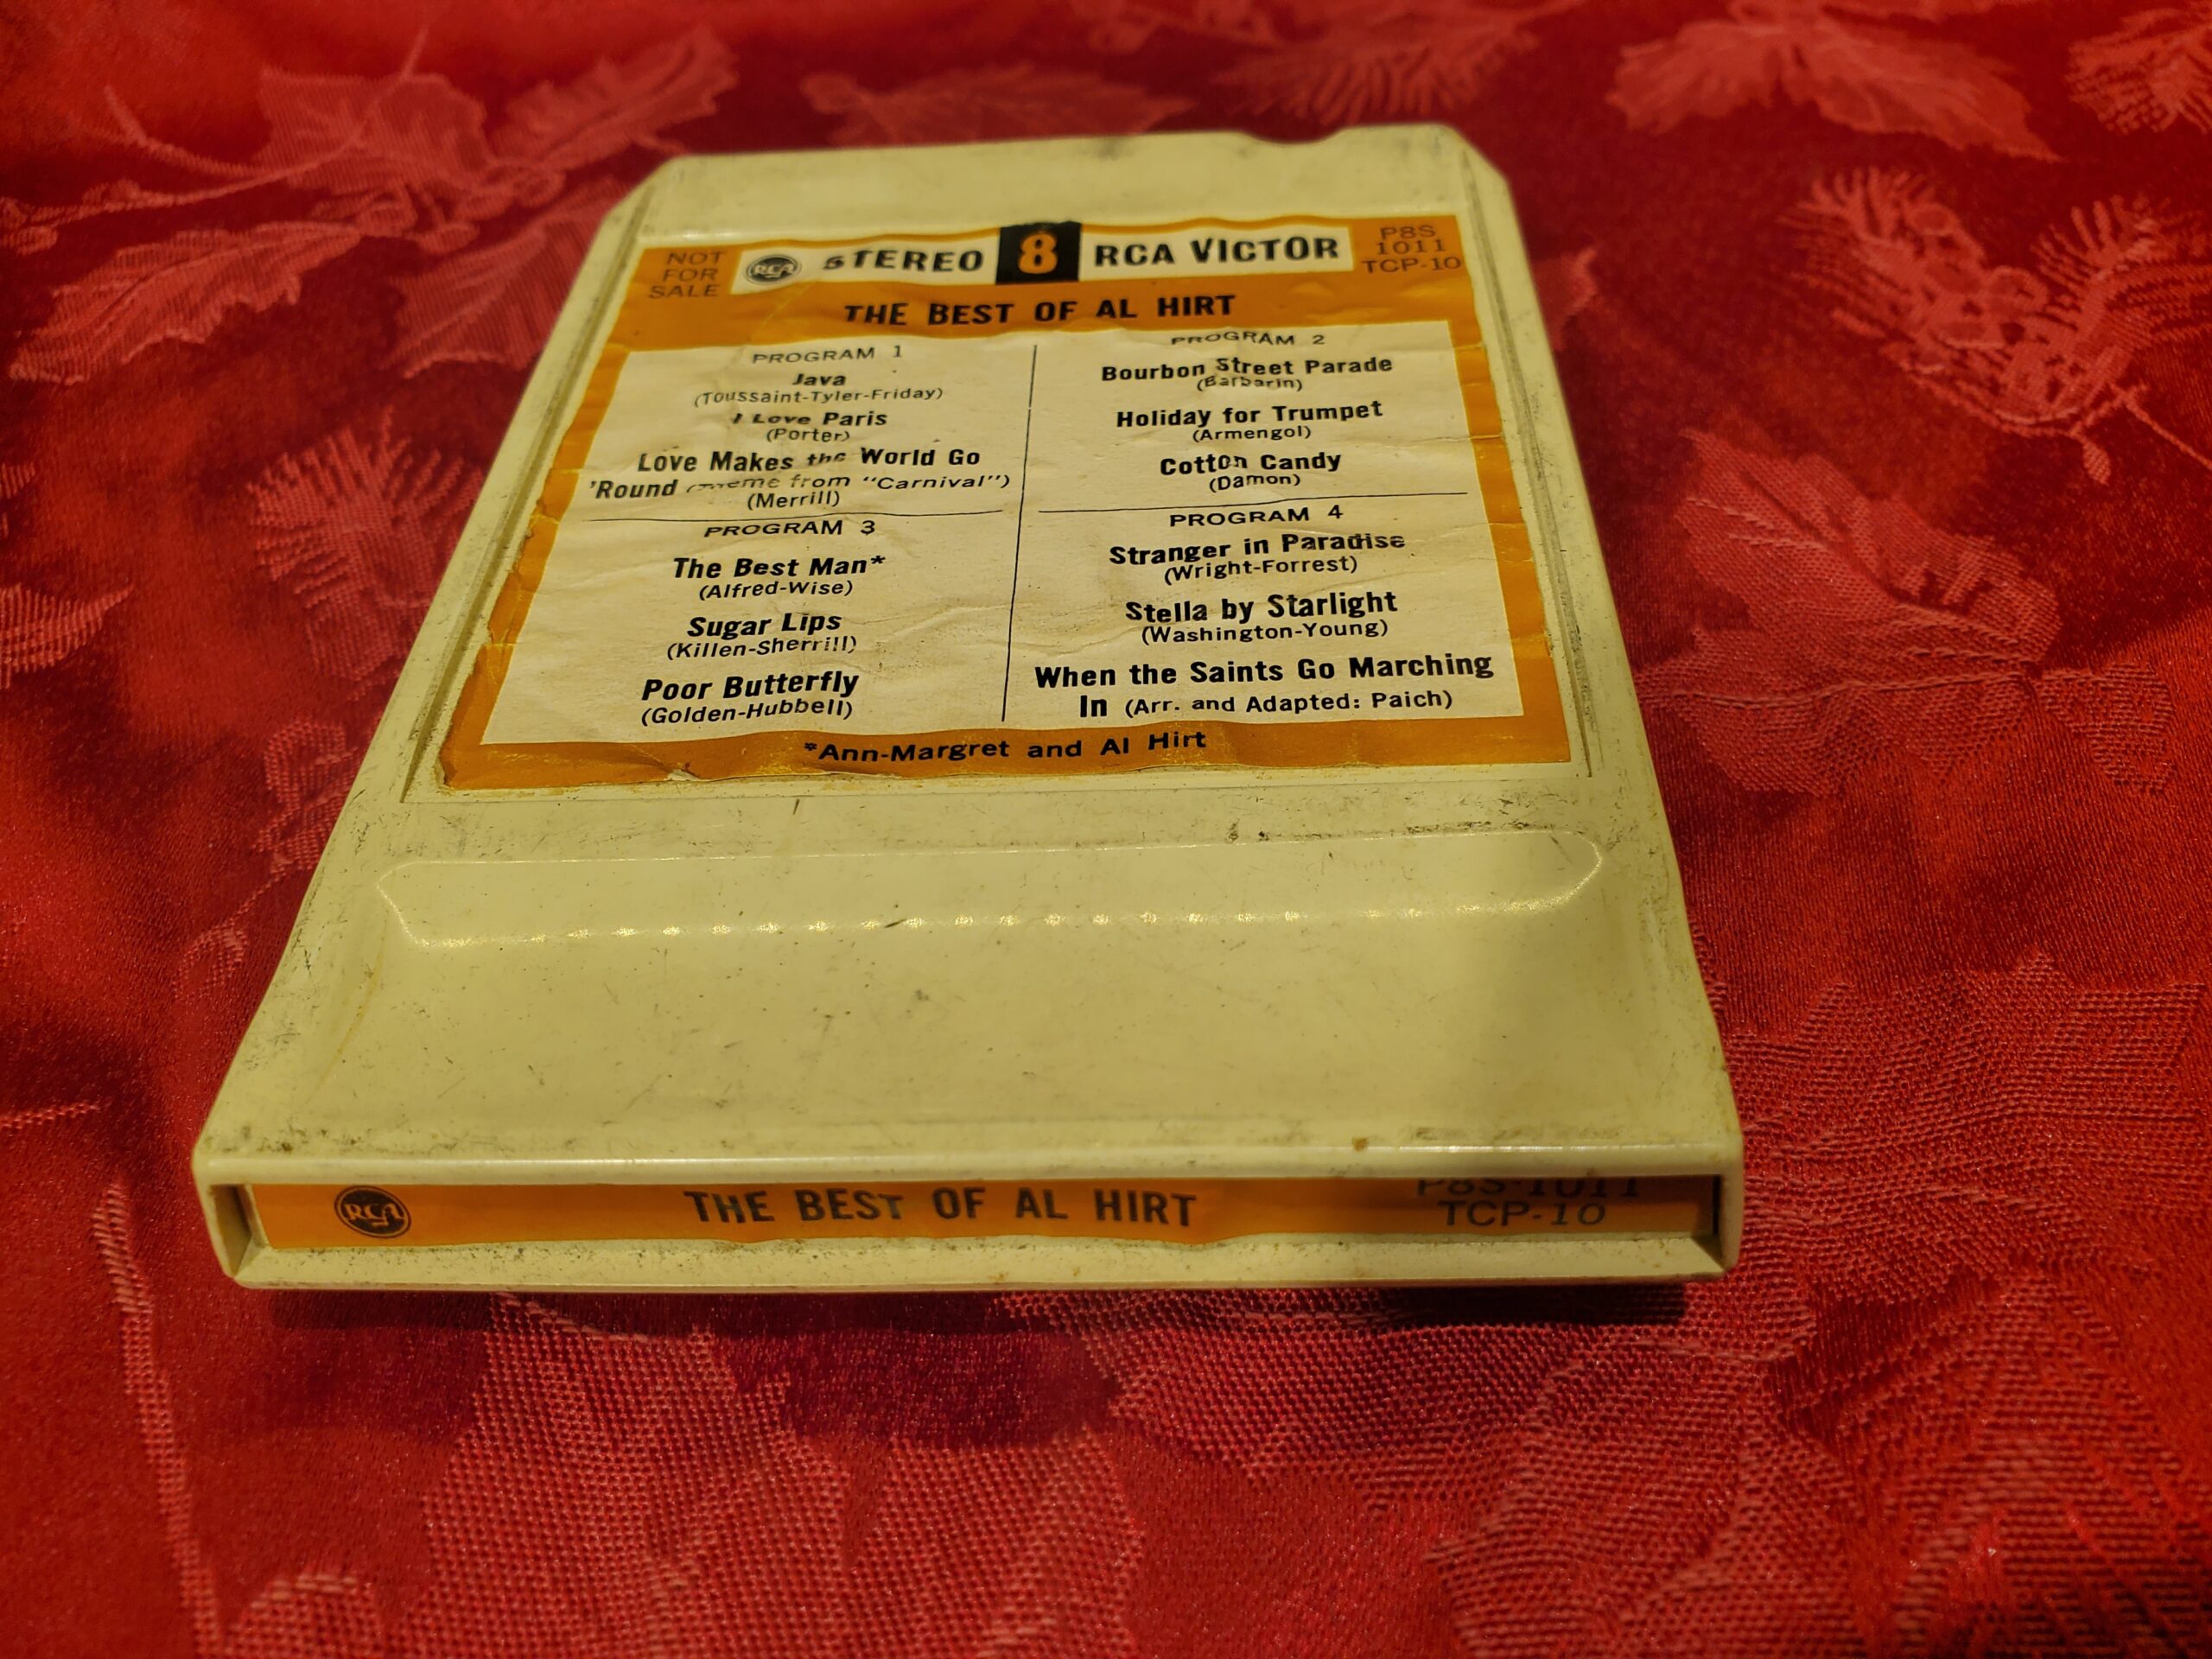 NOT
FOR
SALE
RCA STEREO 8 RCA VICTOR
P8S
1011
TCP-10
THE BEST OF AL HIRT
PROGRAM 1
Java
(Toussaint-Tyler-Friday)
I Love Paris
(Porter)
Love Makes the World Go
'Round (Theme from "Carnival")
(Merrill)
PROGRAM 2
Bourbon Street Parade
(Barbarin)
Holiday for Trumpet
(Armengol)
Cotton Candy
(Damon)
PROGRAM 3
The Best Man*
(Alfred-Wise)
Sugar Lips
(Killen-Sherrill)
Poor Butterfly
(Golden-Hubbell)
PROGRAM 4
Stranger in Paradise
(Wright-Forrest)
Stella by Starlight
(Washington-Young)
When the Saints Go Marching
In (Arr. and Adapted: Paich)
*Ann-Margret and Al Hirt
RCA THE BEST OF AL HIRT
P8S-1011
TCP-10